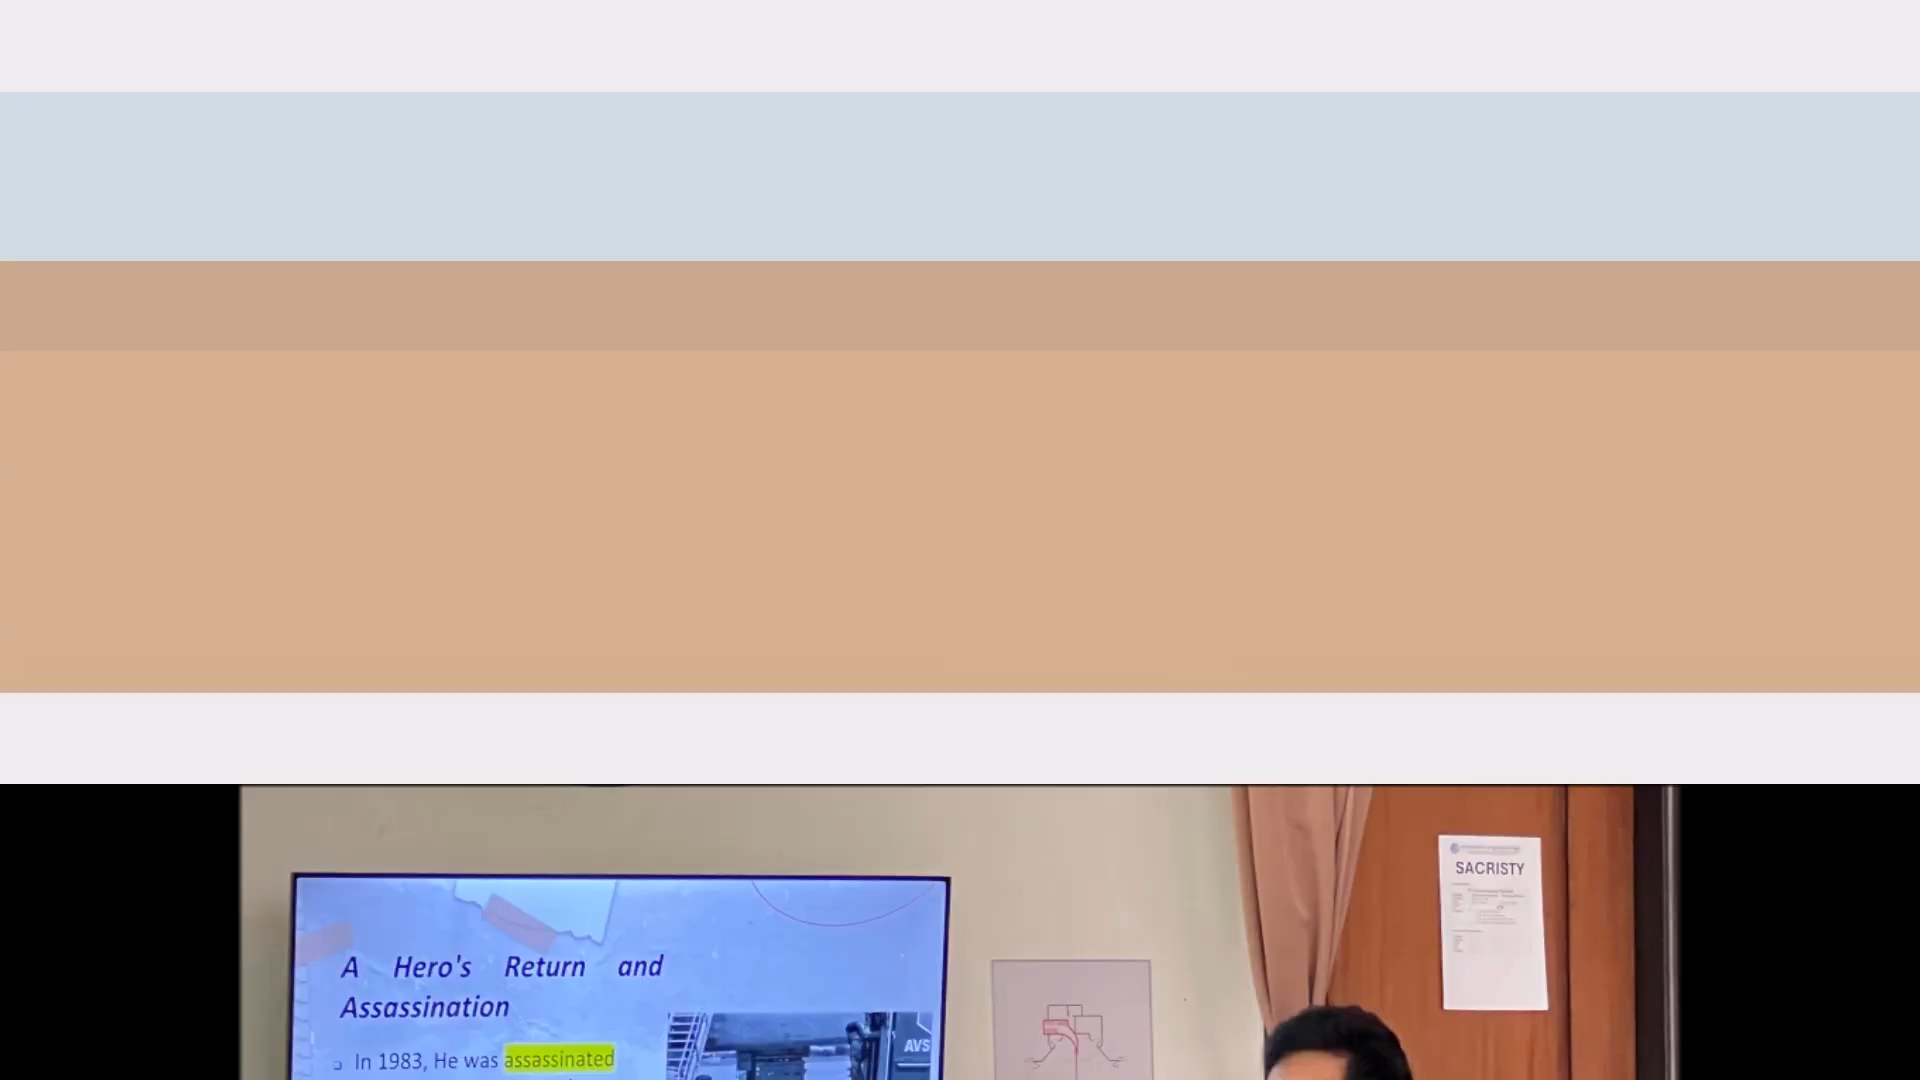 SACRISTY
A Hero's Return and
Assassination
In 1983, He was assassinated
AVS